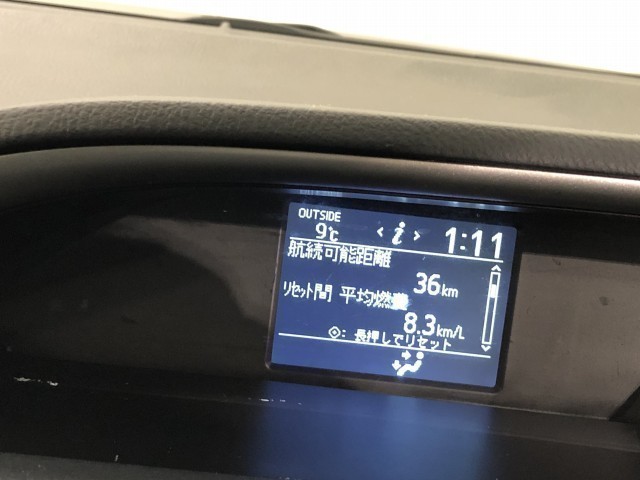 OUTSIDE
9℃ < i > 1:11
航続可能距離
36km
リセット間 平均燃費
8.3km/L
◈: 長押しでリセット